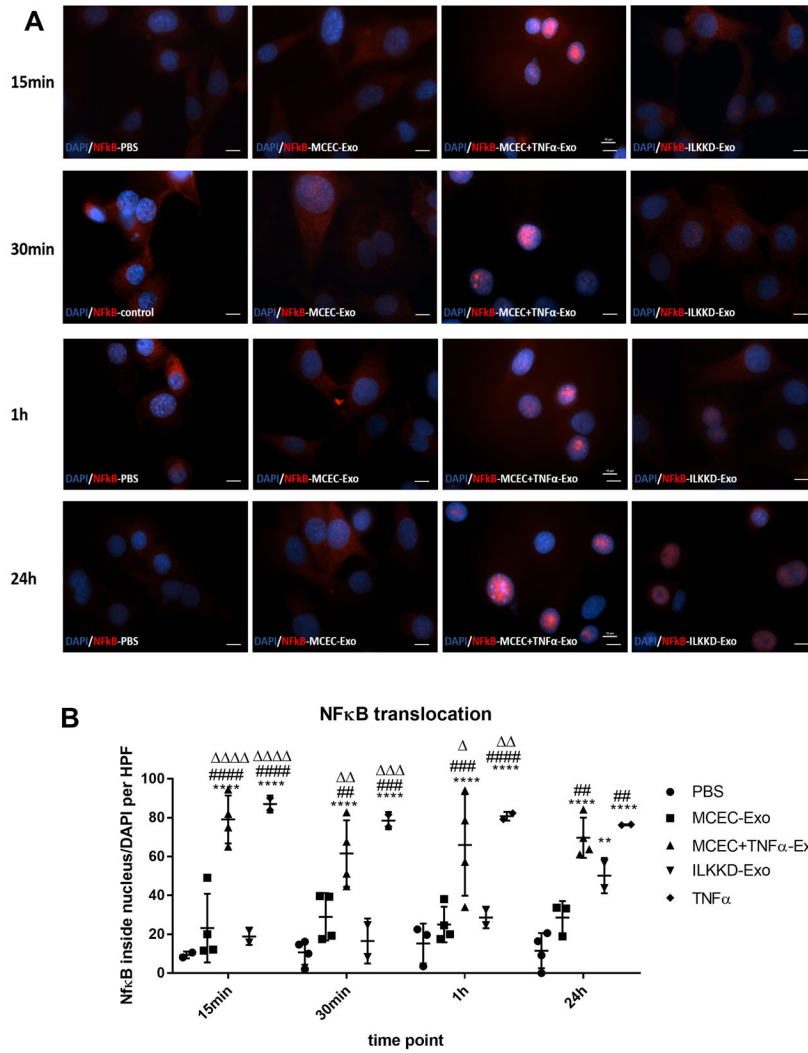 A
15min
DAPI/NFkB-PBS
DAPI/NFkB-MCEC-Exo
DAPI/NFkB-MCEC+TNFα-Exo
DAPI/NFkB-ILKKD-Exo
30min
DAPI/NFkB-control
DAPI/NFkB-MCEC-Exo
DAPI/NFkB-MCEC+TNFα-Exo
DAPI/NFkB-ILKKD-Exo
1h
DAPI/NFkB-PBS
DAPI/NFkB-MCEC-Exo
DAPI/NFkB-MCEC+TNFα-Exo
DAPI/NFkB-ILKKD-Exo
24h
DAPI/NFkB-PBS
DAPI/NFkB-MCEC-Exo
DAPI/NFkB-MCEC+TNFα-Exo
DAPI/NFkB-ILKKD-Exo
B
NFκB translocation
NfκB inside nucleus/DAPI per HPF
100
80
60
40
20
0
ΔΔΔΔ ΔΔΔΔ
#### ####
**** ****
ΔΔ ΔΔΔ
## ###
**** ****
Δ ΔΔ
### ####
**** ****
## ##
**** ** ****
15min
30min
1h
24h
time point
PBS
MCEC-Exo
MCEC+TNFα-Ex
ILKKD-Exo
TNFα